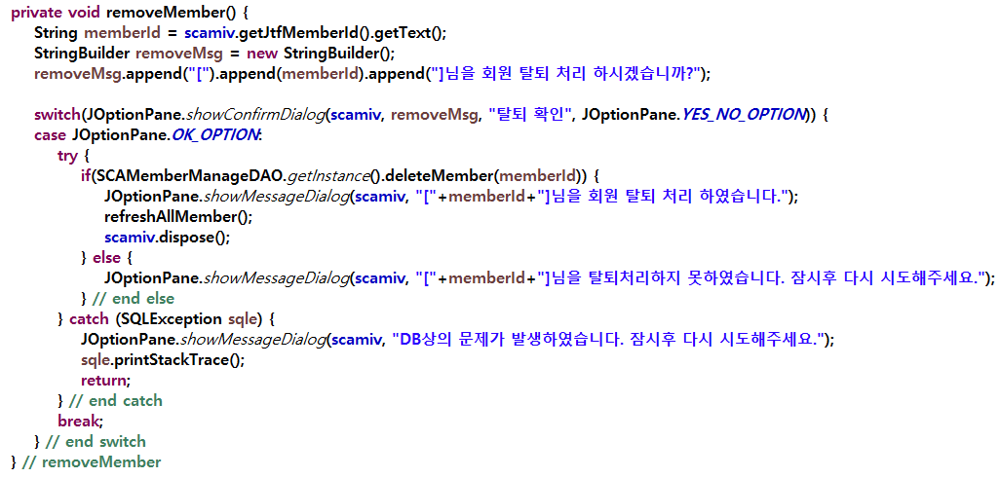 private void removeMember() {
String memberId = scamiv.getJtfMemberId().getText();
StringBuilder removeMsg = new StringBuilder();
removeMsg.append("[").append(memberId).append("]님을 회원 탈퇴 처리 하시겠습니까?");
switch(JOptionPane.showConfirmDialog(scamiv, removeMsg, "탈퇴 확인", JOptionPane.YES_NO_OPTION)) {
case JOptionPane.OK_OPTION:
try {
if(SCAMemberManageDAO.getInstance().deleteMember(memberId)) {
JOptionPane.showMessageDialog(scamiv, "["+memberId+"]님을 회원 탈퇴 처리 하였습니다.");
refreshAllMember();
scamiv.dispose();
} else {
JOptionPane.showMessageDialog(scamiv, "["+memberId+"]님을 탈퇴처리하지 못하였습니다. 잠시후 다시 시도해주세요.");
} // end else
} catch (SQLException sqle) {
JOptionPane.showMessageDialog(scamiv, "DB상의 문제가 발생하였습니다. 잠시후 다시 시도해주세요.");
sqle.printStackTrace();
return;
} // end catch
break;
} // end switch
} // removeMember